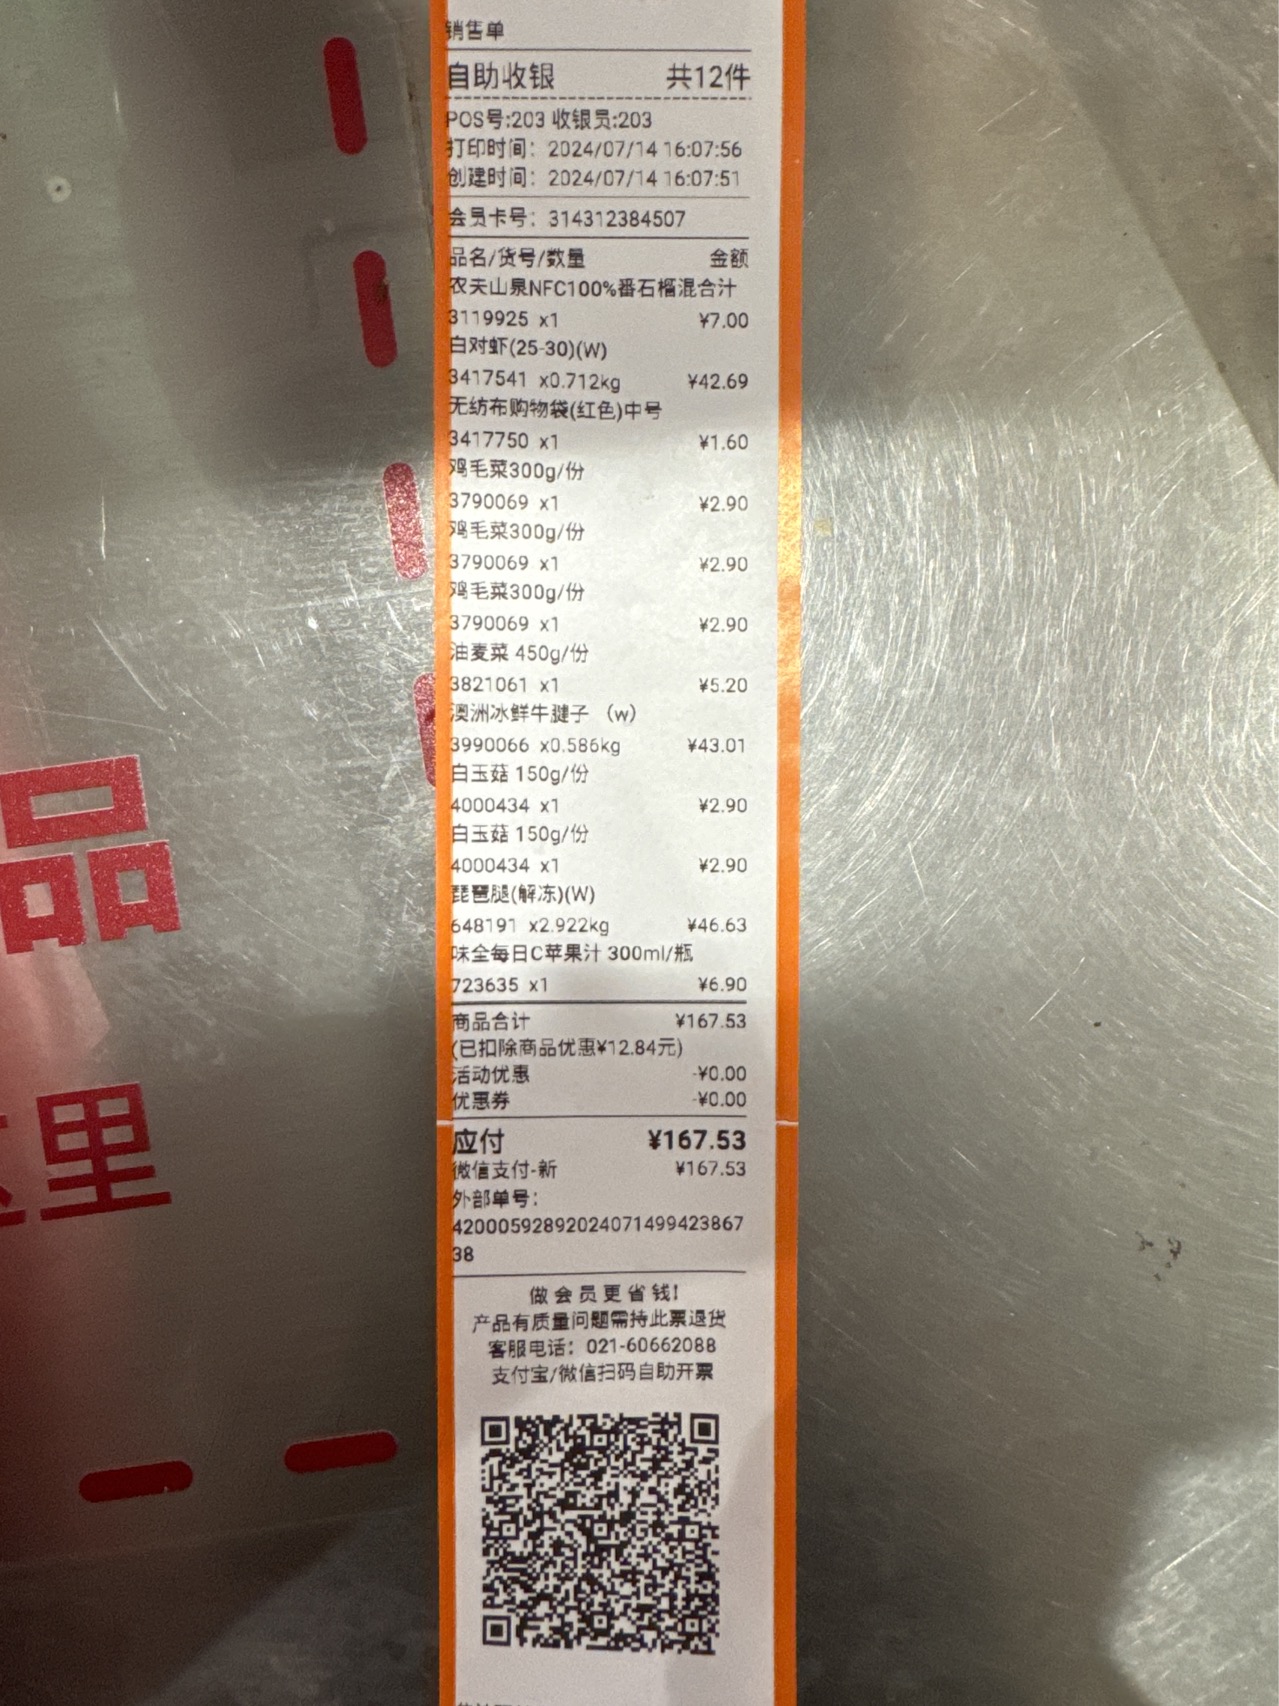 销售单
自助收银 共12件
POS号:203 收银员:203
打印时间：2024/07/14 16:07:56
创建时间：2024/07/14 16:07:51
会员卡号：314312384507
品名/货号/数量 金额
农夫山泉NFC100%番石榴混合汁
3119925 x1 ¥7.00
白对虾(25-30)(W)
3417541 x0.712kg ¥42.69
无纺布购物袋(红色)中号
3417750 x1 ¥1.60
鸡毛菜300g/份
3790069 x1 ¥2.90
鸡毛菜300g/份
3790069 x1 ¥2.90
鸡毛菜300g/份
3790069 x1 ¥2.90
油麦菜 450g/份
3821061 x1 ¥5.20
澳洲冰鲜牛腱子 （w）
3990066 x0.586kg ¥43.01
白玉菇 150g/份
4000434 x1 ¥2.90
白玉菇 150g/份
4000434 x1 ¥2.90
琵琶腿(解冻)(W)
648191 x2.922kg ¥46.63
味全每日C苹果汁 300ml/瓶
723635 x1 ¥6.90
商品合计 ¥167.53
(已扣除商品优惠¥12.84元)
活动优惠 -¥0.00
优惠券 -¥0.00
应付 ¥167.53
微信支付-新 ¥167.53
外部单号：
42000592892024071499423867
38
做会员更省钱!
产品有质量问题需持此票退货
客服电话：021-60662088
支付宝/微信扫码自助开票
品
里